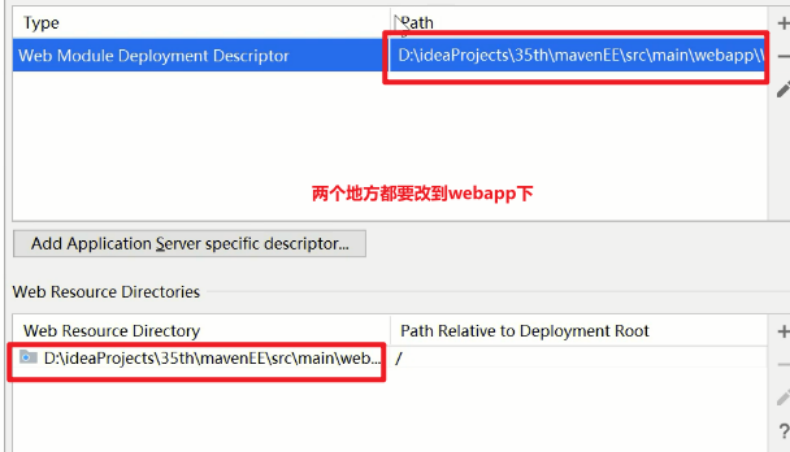 Type
Path
Web Module Deployment Descriptor
D:\ideaProjects\35th\mavenEE\src\main\webapp\
两个地方都要改到webapp下
Add Application Server specific descriptor...
Web Resource Directories
Web Resource Directory
Path Relative to Deployment Root
D:\ideaProjects\35th\mavenEE\src\main\web...
/